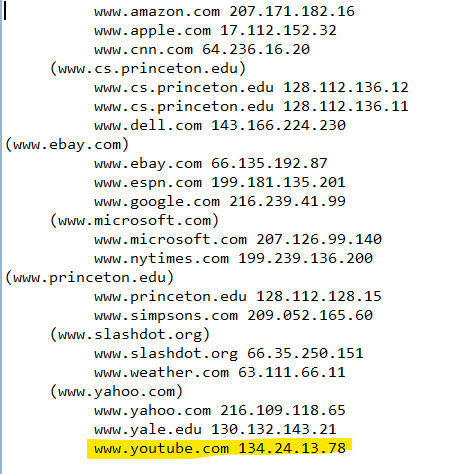 www.amazon.com 207.171.182.16
www.apple.com 17.112.152.32
www.cnn.com 64.236.16.20
(www.cs.princeton.edu)
www.cs.princeton.edu 128.112.136.12
www.cs.princeton.edu 128.112.136.11
www.dell.com 143.166.224.230
(www.ebay.com)
www.ebay.com 66.135.192.87
www.espn.com 199.181.135.201
www.google.com 216.239.41.99
(www.microsoft.com)
www.microsoft.com 207.126.99.140
www.nytimes.com 199.239.136.200
(www.princeton.edu)
www.princeton.edu 128.112.128.15
www.simpsons.com 209.052.165.60
(www.slashdot.org)
www.slashdot.org 66.35.250.151
www.weather.com 63.111.66.11
(www.yahoo.com)
www.yahoo.com 216.109.118.65
www.yale.edu 130.132.143.21
www.youtube.com 134.24.13.78